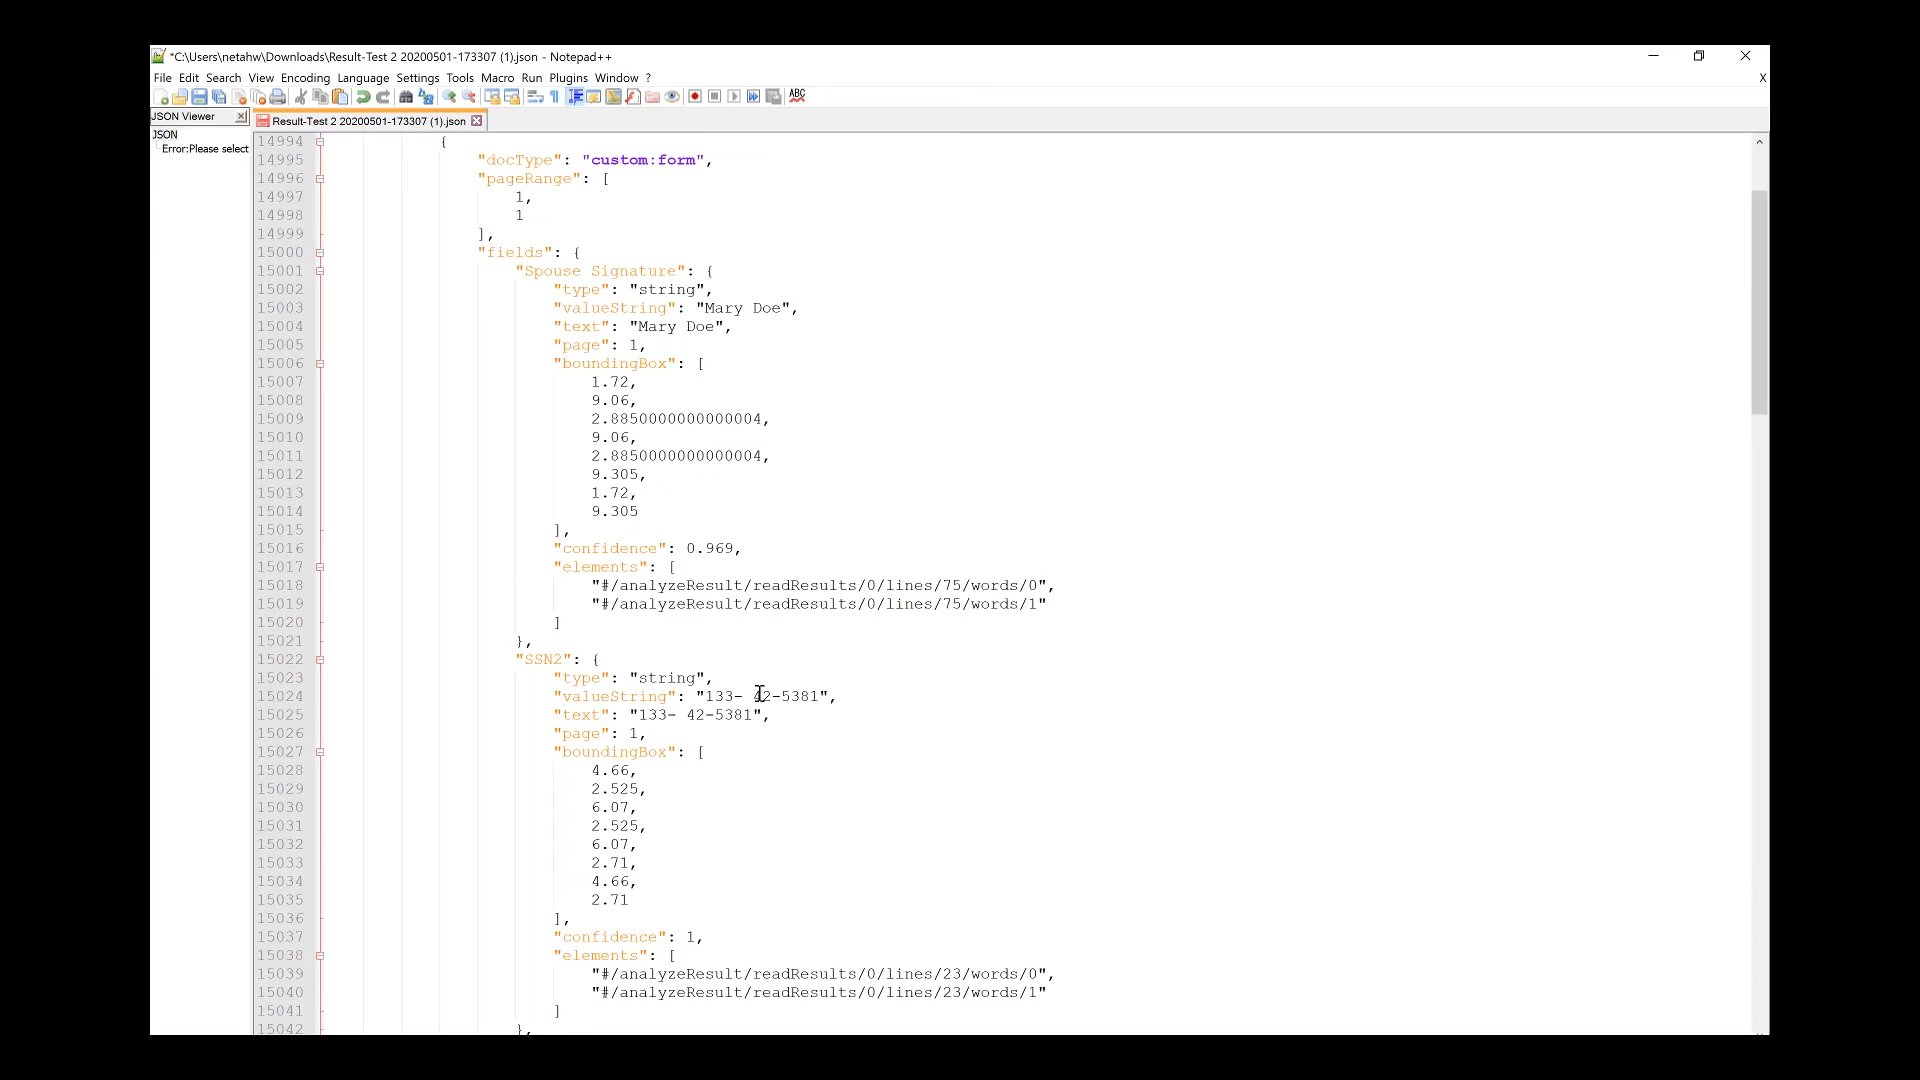 *C:\Users\netahw\Downloads\Result-Test 2 20200501-173307 (1).json - Notepad++
File Edit Search View Encoding Language Settings Tools Macro Run Plugins Window ? X
ABC
JSON Viewer
Result-Test 2 20200501-173307 (1).json
JSON
Error:Please select
14994 {
14995 "docType": "custom:form",
14996 "pageRange": [
14997 1,
14998 1
14999 ],
15000 "fields": {
15001 "Spouse Signature": {
15002 "type": "string",
15003 "valueString": "Mary Doe",
15004 "text": "Mary Doe",
15005 "page": 1,
15006 "boundingBox": [
15007 1.72,
15008 9.06,
15009 2.8850000000000004,
15010 9.06,
15011 2.8850000000000004,
15012 9.305,
15013 1.72,
15014 9.305
15015 ],
15016 "confidence": 0.969,
15017 "elements": [
15018 "#/analyzeResult/readResults/0/lines/75/words/0",
15019 "#/analyzeResult/readResults/0/lines/75/words/1"
15020 ]
15021 },
15022 "SSN2": {
15023 "type": "string",
15024 "valueString": "133- 42-5381",
15025 "text": "133- 42-5381",
15026 "page": 1,
15027 "boundingBox": [
15028 4.66,
15029 2.525,
15030 6.07,
15031 2.525,
15032 6.07,
15033 2.71,
15034 4.66,
15035 2.71
15036 ],
15037 "confidence": 1,
15038 "elements": [
15039 "#/analyzeResult/readResults/0/lines/23/words/0",
15040 "#/analyzeResult/readResults/0/lines/23/words/1"
15041 ]
15042 },